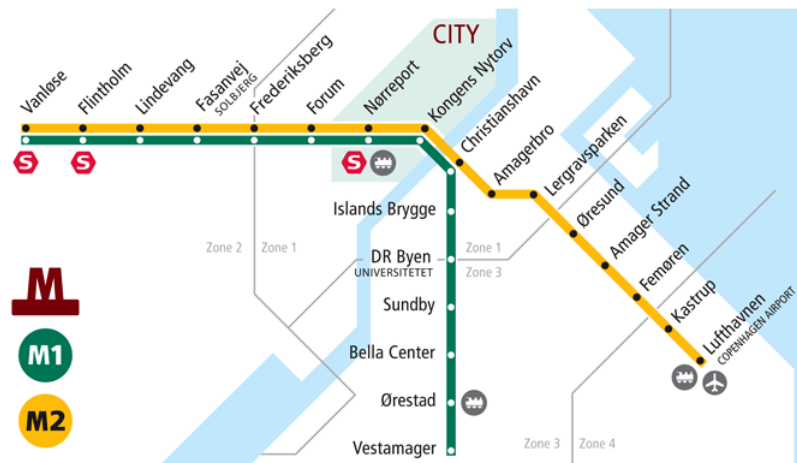 CITY
Vanløse
Flintholm
Lindevang
Fasanvej
SOLBJERG
Frederiksberg
Forum
Nørreport
Kongens Nytorv
Christianshavn
Amagerbro
Lergravsparken
Øresund
Amager Strand
Femøren
Kastrup
Lufthavnen
COPENHAGEN AIRPORT
S
S
S
Islands Brygge
Zone 2
Zone 1
DR Byen
UNIVERSITETET
Zone 1
Zone 3
Sundby
Bella Center
Ørestad
Vestamager
Zone 3
Zone 4
M
M1
M2